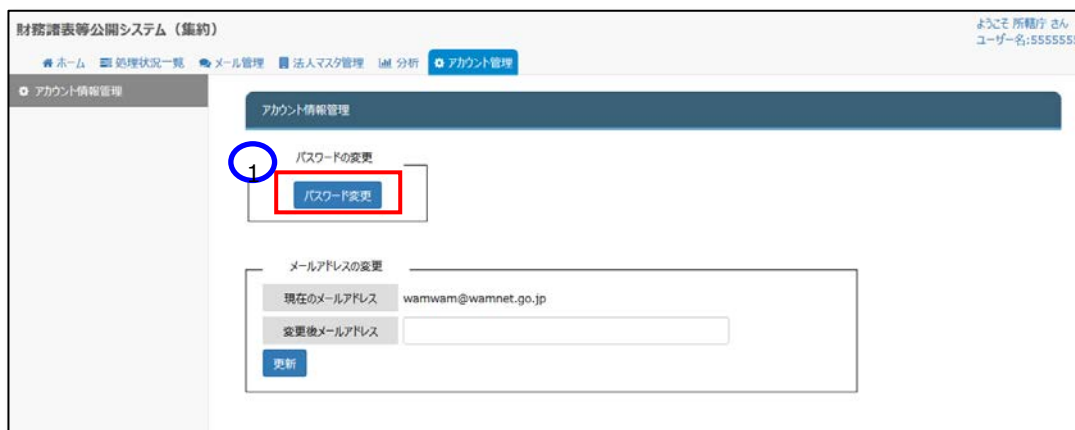 財務諸表等公開システム（集約）
ようこそ 所轄庁 さん
ユーザー名:5555555
ホーム 処理状況一覧 メール管理 法人マスタ管理 分析 アカウント管理
アカウント情報管理
アカウント情報管理
パスワードの変更
1
パスワード変更
メールアドレスの変更
現在のメールアドレス wamwam@wamnet.go.jp
変更後メールアドレス
更新